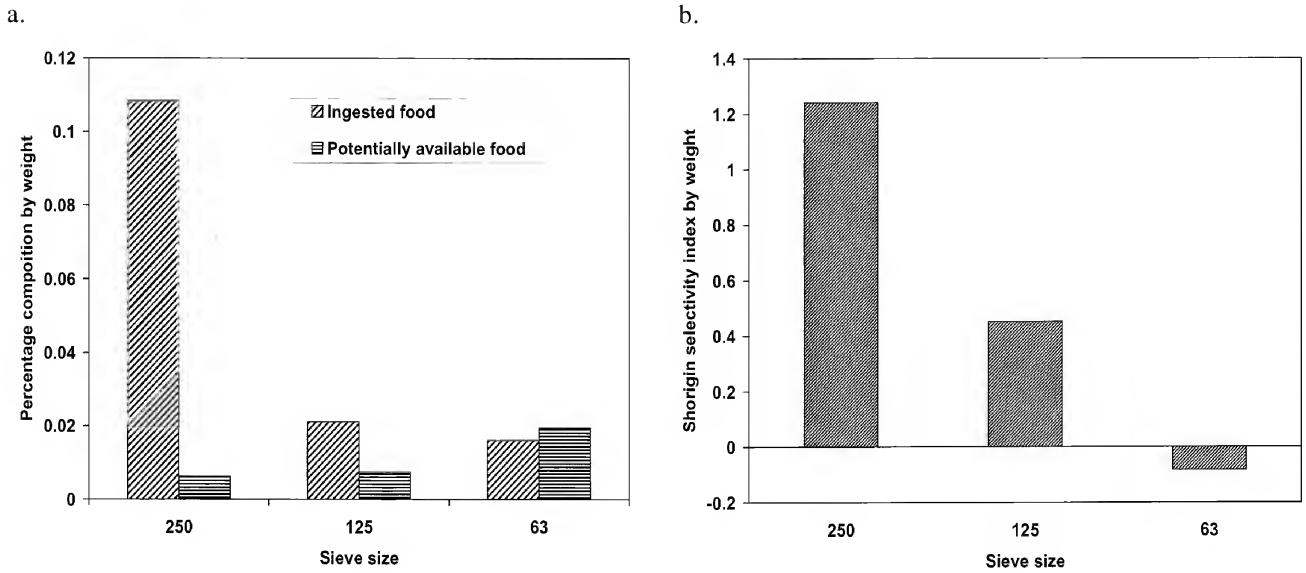 a.
Percentage compoition by weight
0.12
0.1
0.08
0.06
0.04
0.02
0
Ingested food
Potentially available food
250
125
63
Sieve size
b.
Shorigin selectivity index by weight
1.4
1.2
1
0.8
0.6
0.4
0.2
0
-0.2
250
125
63
Sieve size